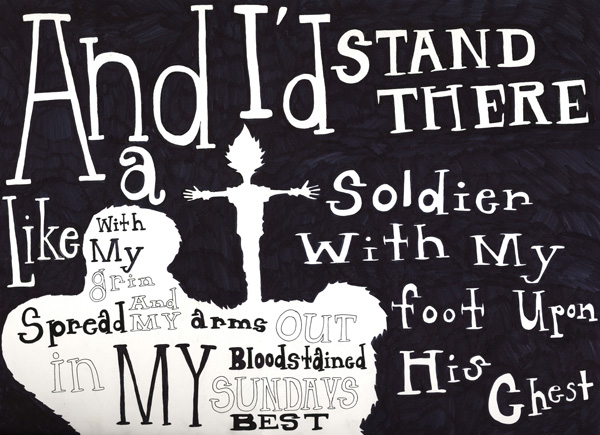 And I'd STAND
THERE
Like a Soldier
With My
foot Upon
His Chest
With
My
grin
And
Spread MY arms OUT
in MY Bloodstained
SUNDAYS
BEST